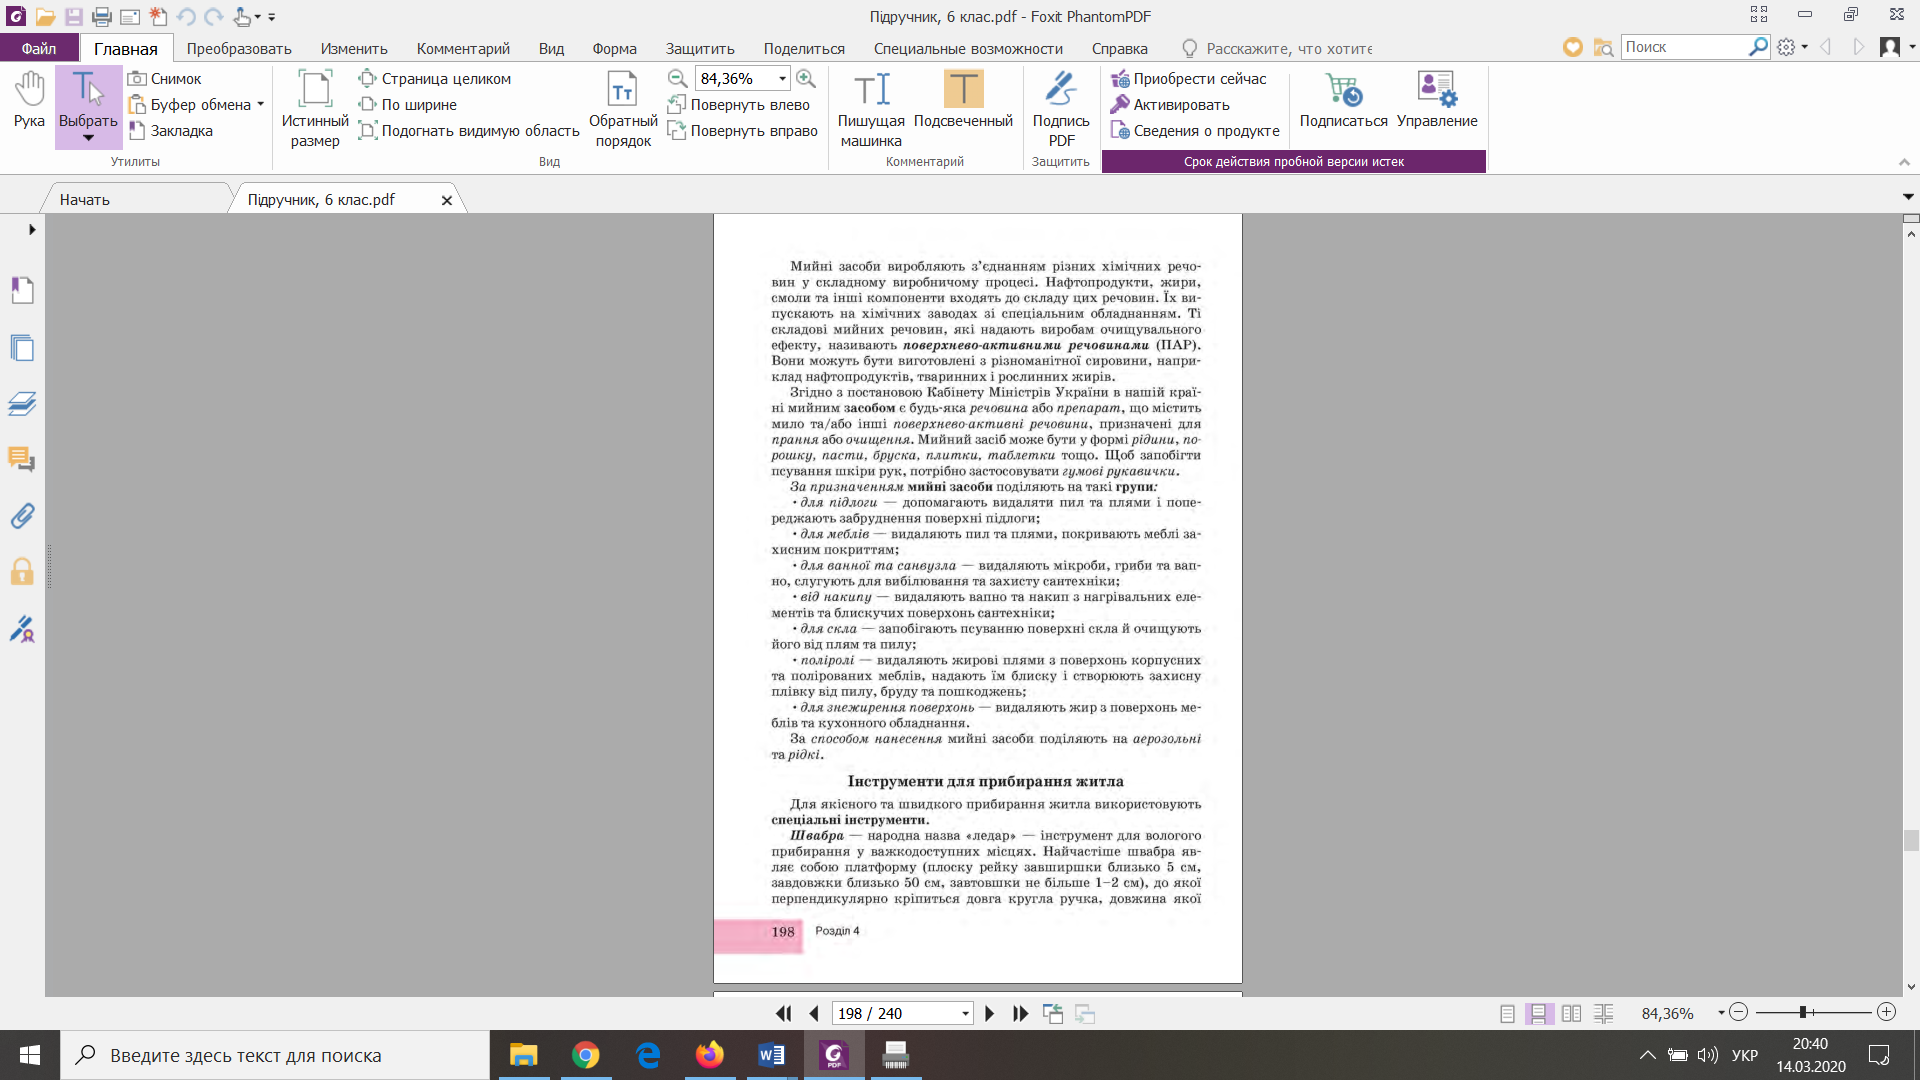 Підручник, 6 клас.pdf - Foxit PhantomPDF
Файл Главная Преобразовать Изменить Комментарий Вид Форма Защитить Поделиться Специальные возможности Справка Расскажите, что хотите Поиск
Рука
Выбрать
Снимок
Буфер обмена
Закладка
Утилиты
Истинный размер
Страница целиком
По ширине
Подогнать видимую область
Обратный порядок
84,36%
Повернуть влево
Повернуть вправо
Вид
Пишущая машинка
Подсвеченный
Комментарий
Подпись PDF
Защитить
Приобрести сейчас
Активировать
Сведения о продукте
Подписаться
Управление
Срок действия пробной версии истек
Начать
Підручник, 6 клас.pdf
Мийні засоби виробляють з’єднанням різних хімічних речо-
вин у складному виробничому процесі. Нафтопродукти, жири,
смоли та інші компоненти входять до складу цих речовин. Їх ви-
пускають на хімічних заводах зі спеціальним обладнанням. Ті
складові мийних речовин, які надають виробам очищувального
ефекту, називають поверхнево-активними речовинами (ПАР).
Вони можуть бути виготовлені з різноманітної сировини, напри-
клад нафтопродуктів, тваринних і рослинних жирів.
Згідно з постановою Кабінету Міністрів України в нашій краї-
ні мийним засобом є будь-яка речовина або препарат, що містить
мило та/або інші поверхнево-активні речовини, призначені для
прання або очищення. Мийний засіб може бути у формі рідини, по-
рошку, пасти, бруска, плитки, таблетки тощо. Щоб запобігти
псування шкіри рук, потрібно застосовувати гумові рукавички.
За призначенням мийні засоби поділяють на такі групи:
• для підлоги — допомагають видаляти пил та плями і попе-
реджають забруднення поверхні підлоги;
• для меблів — видаляють пил та плями, покривають меблі за-
хисним покриттям;
• для ванної та санвузла — видаляють мікроби, гриби та вап-
но, слугують для вибілювання та захисту сантехніки;
• від накипу — видаляють вапно та накип з нагрівальних еле-
ментів та блискучих поверхонь сантехніки;
• для скла — запобігають псуванню поверхні скла й очищують
його від плям та пилу;
• поліролі — видаляють жирові плями з поверхонь корпусних
та полірованих меблів, надають їм блиску і створюють захисну
плівку від пилу, бруду та пошкоджень;
• для знежирення поверхонь — видаляють жир з поверхонь ме-
блів та кухонного обладнання.
За способом нанесення мийні засоби поділяють на аерозольні
та рідкі.
Інструменти для прибирання житла
Для якісного та швидкого прибирання житла використовують
спеціальні інструменти.
Швабра — народна назва «ледар» — інструмент для вологого
прибирання у важкодоступних місцях. Найчастіше швабра яв-
ляє собою платформу (плоску рейку завширшки близько 5 см,
завдовжки близько 50 см, завтовшки не більше 1–2 см), до якої
перпендикулярно кріпиться довга кругла ручка, довжина якої
198 Розділ 4
198 / 240
84,36%
Введите здесь текст для поиска
УКР
20:40
14.03.2020